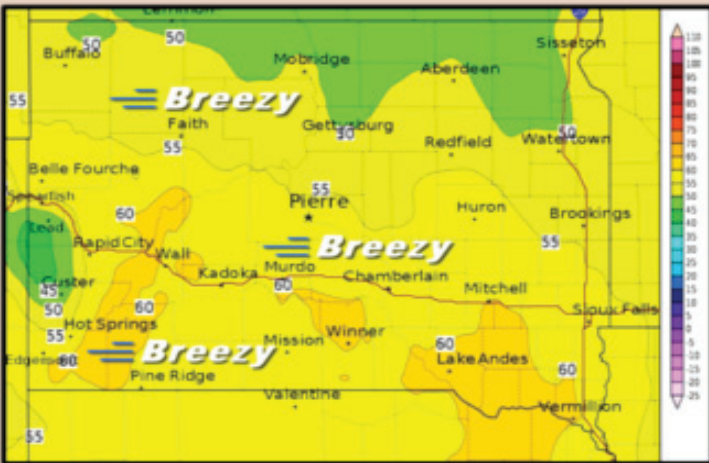 Lemmon
50
50
Buffalo
Sisseton
Mobridge
Aberdeen
55
Breezy
Faith
Gettysburg
50
50
Redfield
Watertown
55
Belle Fourche
55
Spearfish
60
Pierre
Lead
Huron
Brookings
Rapid City
55
Wall
Breezy
Murdo
Kadoka
60
Chamberlain
Custer
45
Mitchell
50
60
Sioux Falls
Hot Springs
55
Winner
Mission
60
Breezy
60
Lake Andes
60
Pine Ridge
Valentine
Vermillion
55
110
105
100
95
90
85
80
75
70
65
60
55
50
45
40
35
30
25
20
15
10
5
0
-5
-10
-15
-20
-25